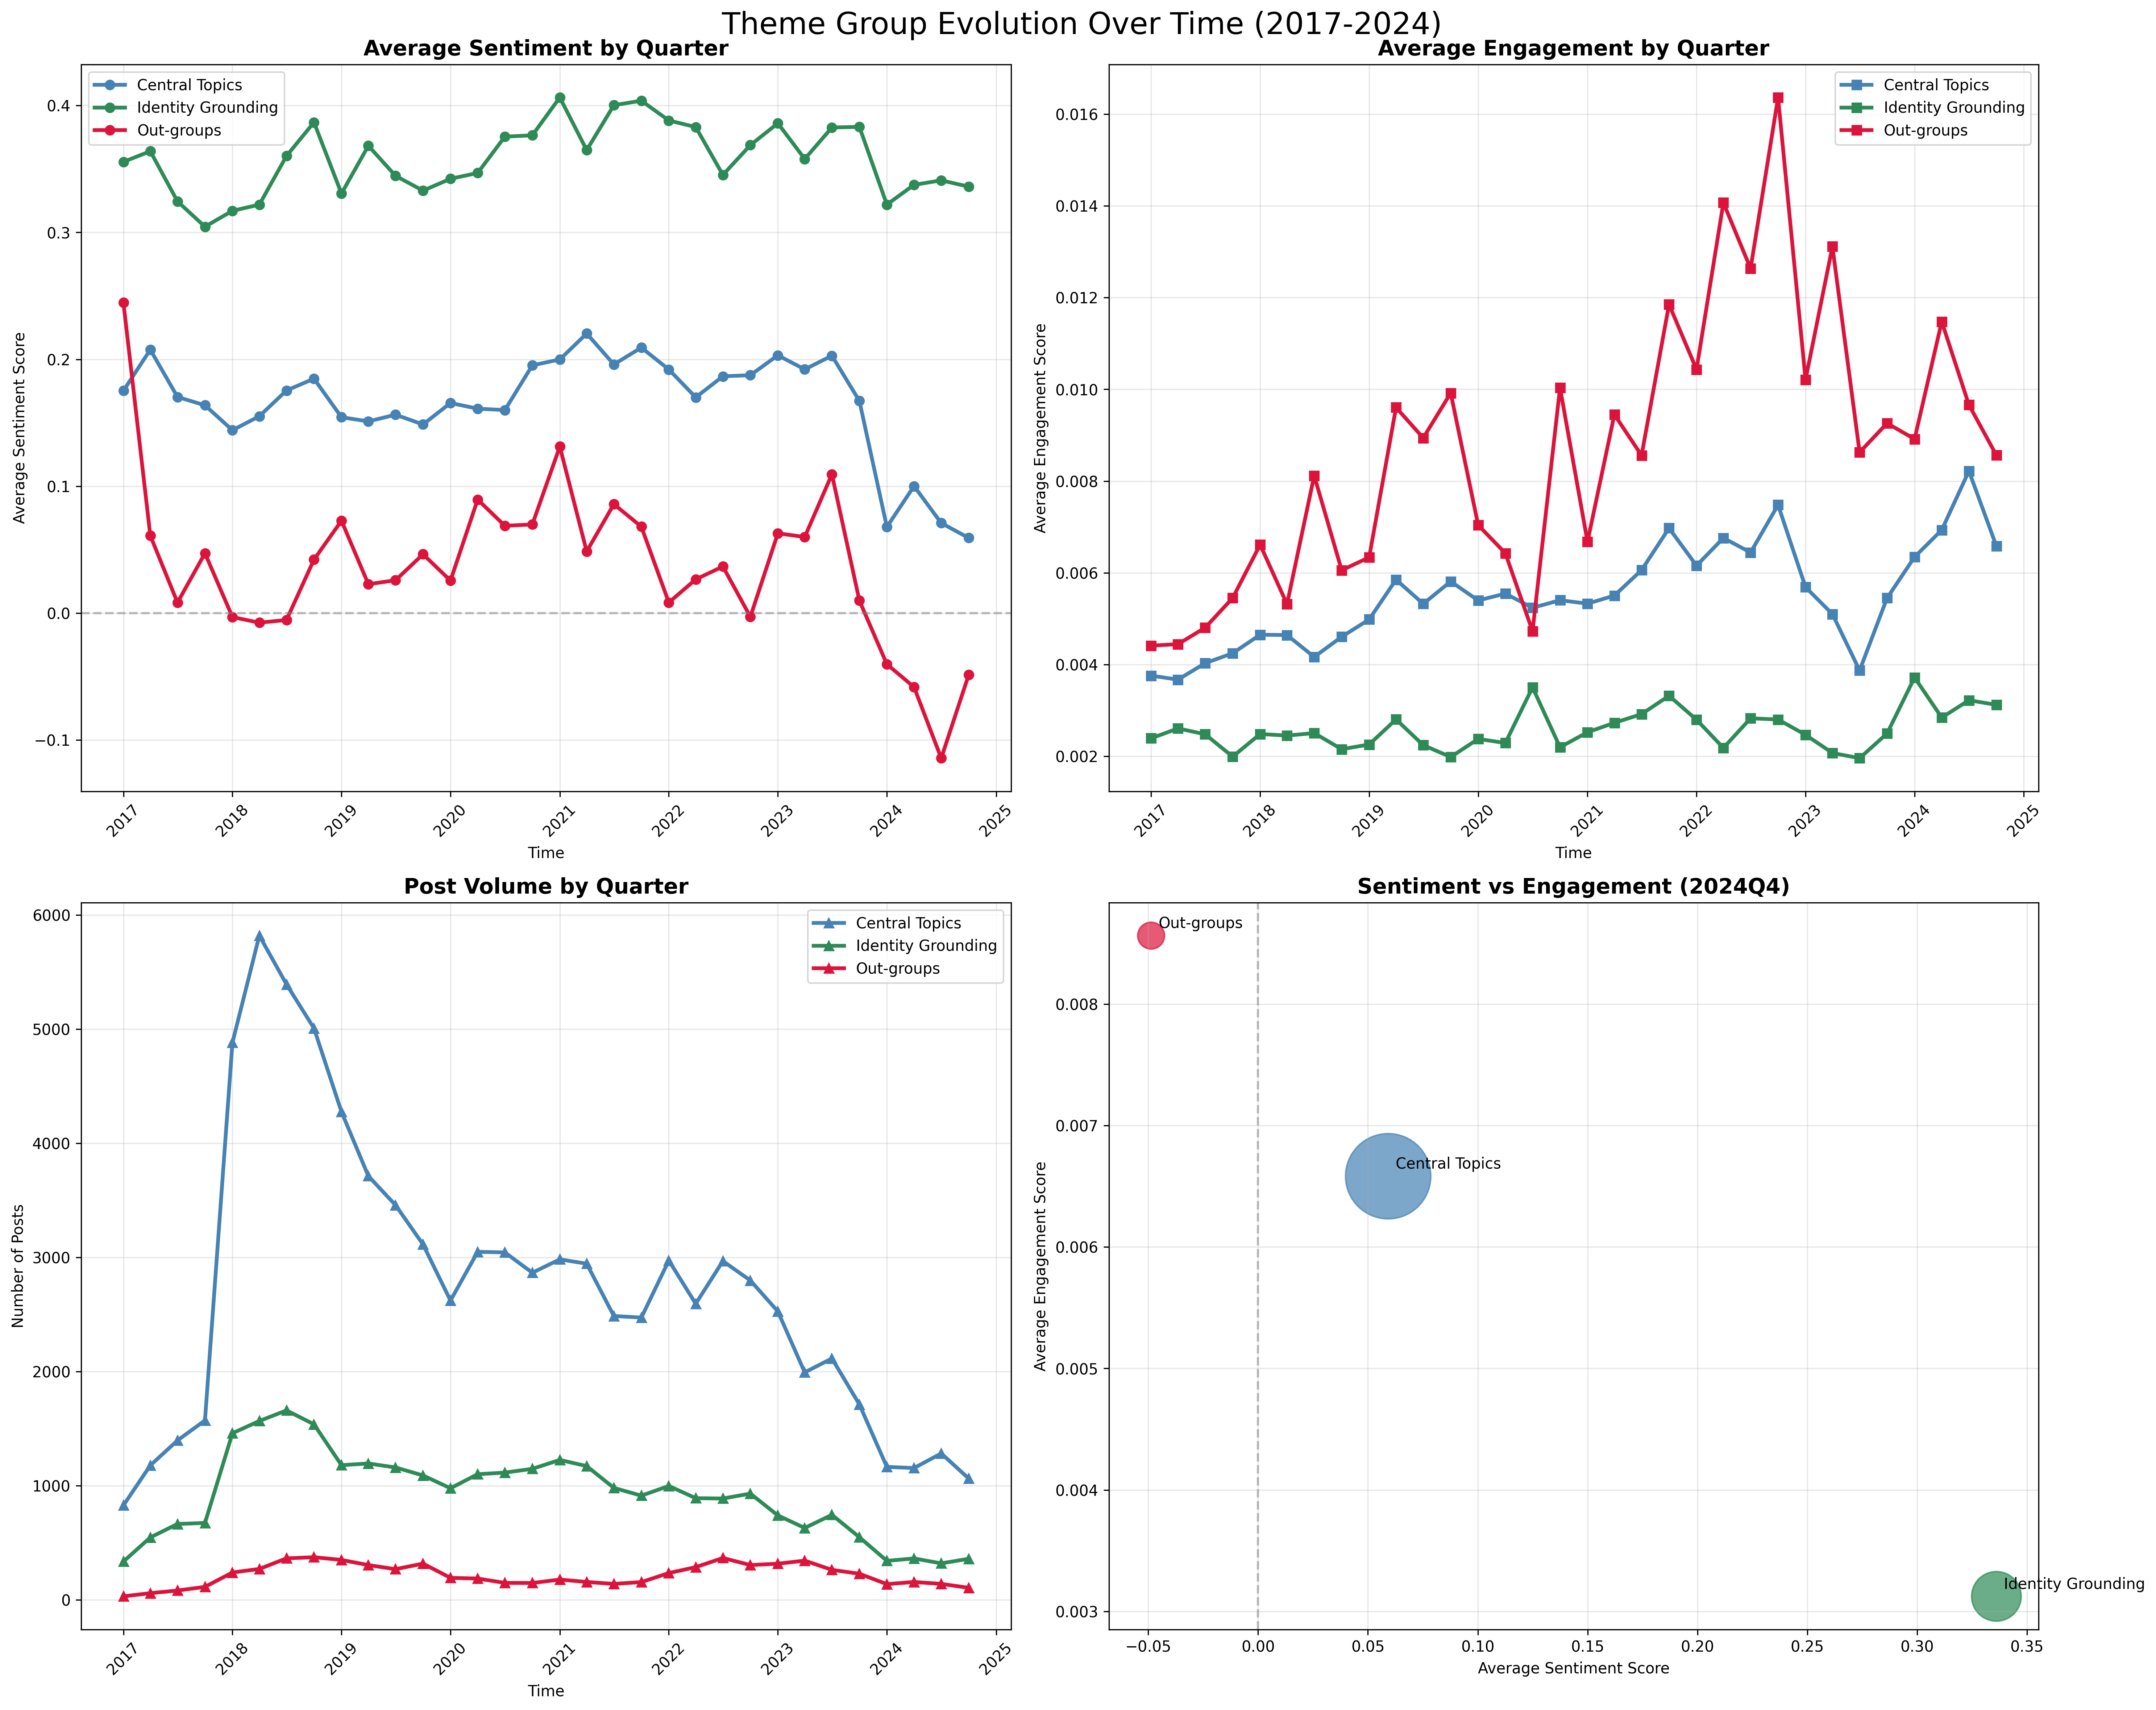 Theme Group Evolution Over Time (2017-2024)
Average Sentiment by Quarter
Central Topics
Identity Grounding
Out-groups
Average Sentiment Score
0.4
0.3
0.2
0.1
0.0
−0.1
2017
2018
2019
2020
2021
2022
2023
2024
2025
Time
Average Engagement by Quarter
Central Topics
Identity Grounding
Out-groups
Average Engagement Score
0.016
0.014
0.012
0.010
0.008
0.006
0.004
0.002
2017
2018
2019
2020
2021
2022
2023
2024
2025
Time
Post Volume by Quarter
Central Topics
Identity Grounding
Out-groups
Number of Posts
6000
5000
4000
3000
2000
1000
0
2017
2018
2019
2020
2021
2022
2023
2024
2025
Time
Sentiment vs Engagement (2024Q4)
Out-groups
Central Topics
Identity Grounding
Average Engagement Score
0.008
0.007
0.006
0.005
0.004
0.003
−0.05
0.00
0.05
0.10
0.15
0.20
0.25
0.30
0.35
Average Sentiment Score